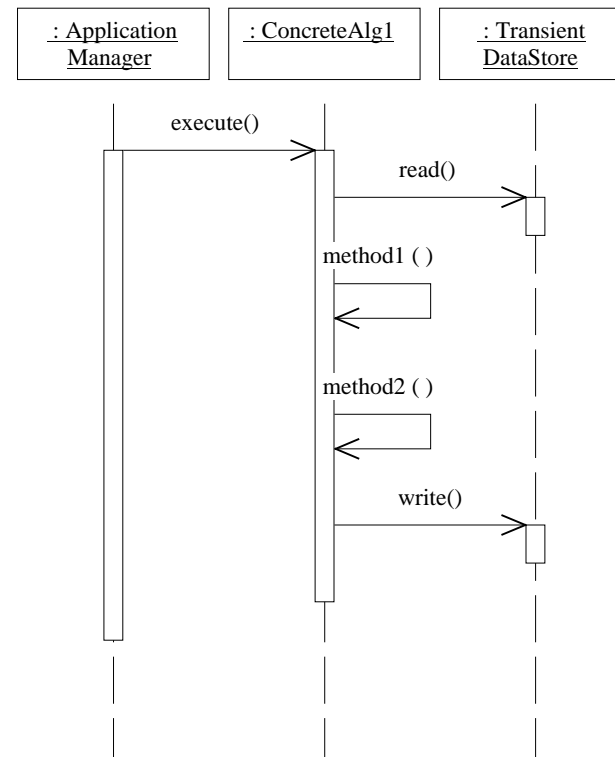 : Application
Manager
: ConcreteAlg1
: Transient
DataStore
execute()
read()
method1 ( )
method2 ( )
write()